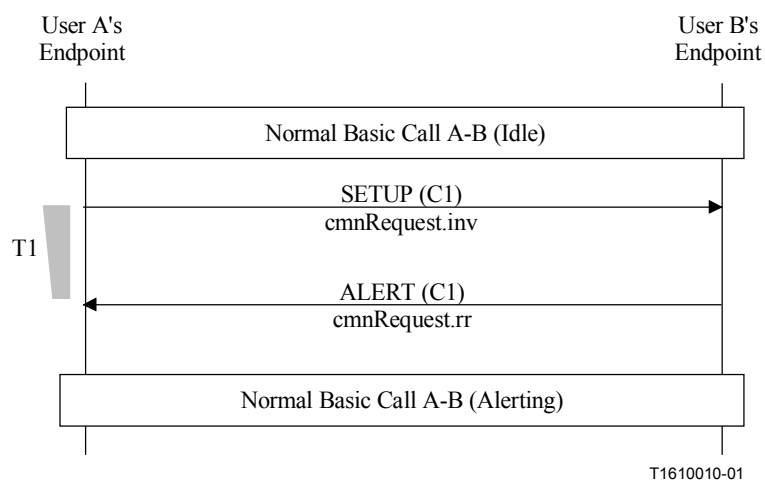 User A's
Endpoint
User B's
Endpoint
Normal Basic Call A-B (Idle)
SETUP (C1)
cmnRequest.inv
T1
ALERT (C1)
cmnRequest.rr
Normal Basic Call A-B (Alerting)
T1610010-01